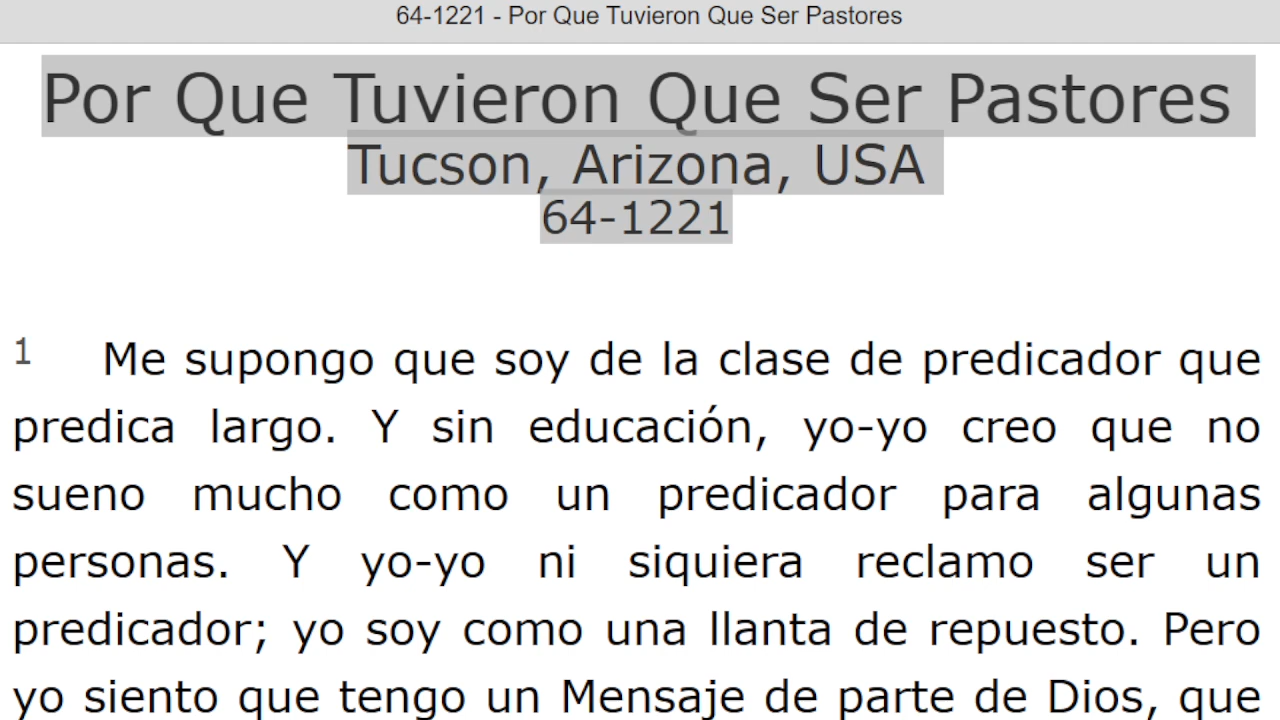 64-1221 - Por Que Tuvieron Que Ser Pastores
Por Que Tuvieron Que Ser Pastores
Tucson, Arizona, USA
64-1221
1 Me supongo que soy de la clase de predicador que
predica largo. Y sin educación, yo-yo creo que no
sueno mucho como un predicador para algunas
personas. Y yo-yo ni siquiera reclamo ser un
predicador; yo soy como una llanta de repuesto. Pero
yo siento que tengo un Mensaje de parte de Dios, que